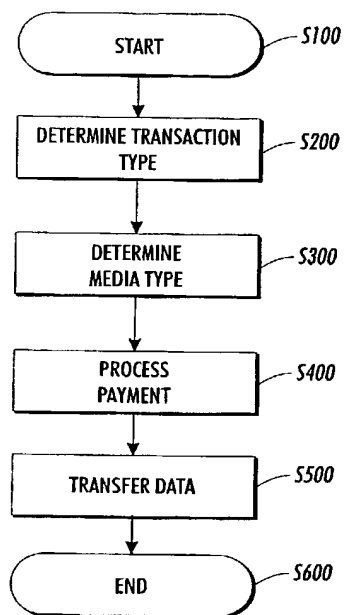 START
S100
DETERMINE TRANSACTION
TYPE
S200
DETERMINE
MEDIA TYPE
S300
PROCESS
PAYMENT
S400
TRANSFER DATA
S500
END
S600